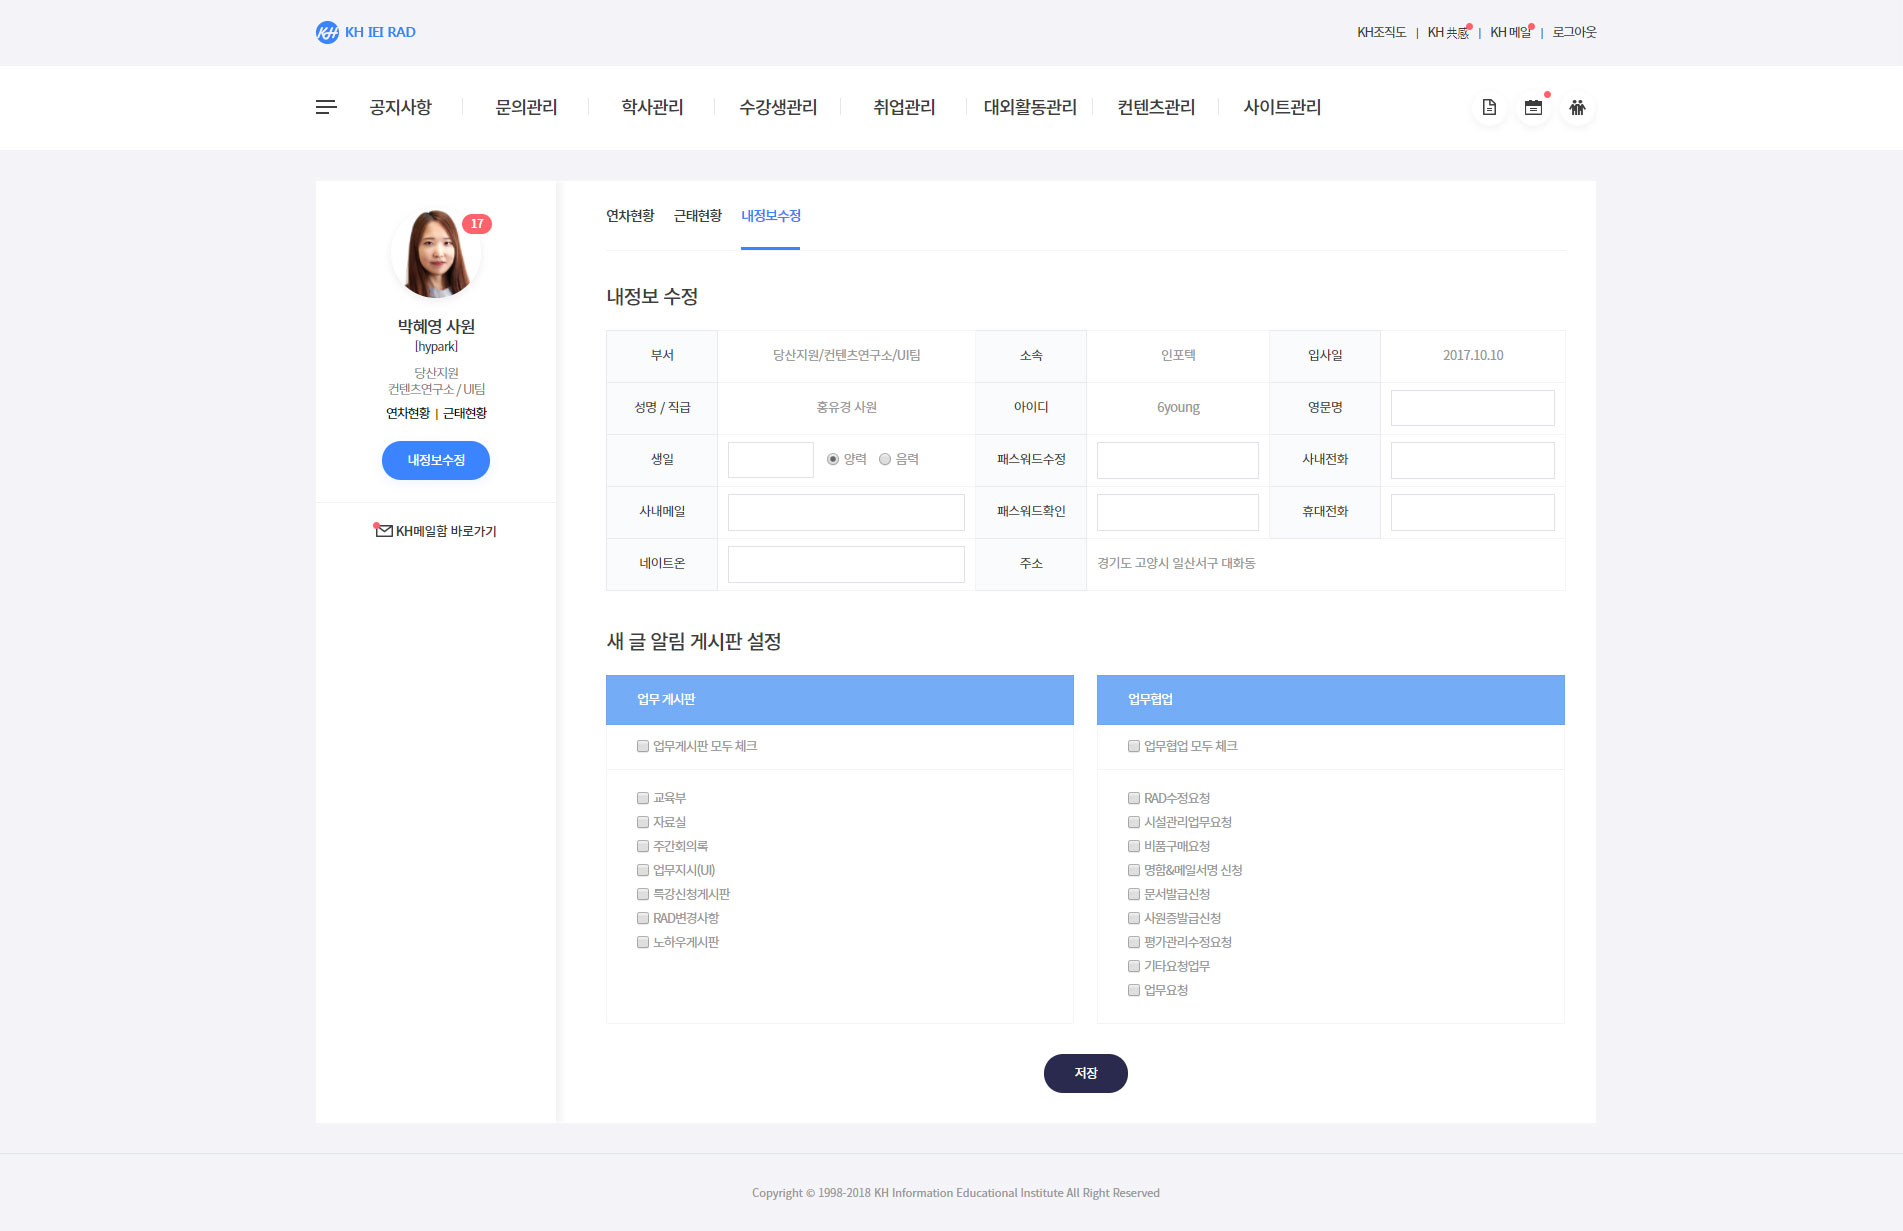 KH IEI RAD
KH조직도 | KH 共感 | KH 메일 | 로그아웃
공지사항 문의관리 학사관리 수강생관리 취업관리 대외활동관리 컨텐츠관리 사이트관리
17
박혜영 사원
[hypark]
당산지원
컨텐츠연구소 / UI팀
연차현황 | 근태현황
내정보수정
KH메일함 바로가기
연차현황 근태현황 내정보수정
내정보 수정
부서 당산지원/컨텐츠연구소/UI팀 소속 인포텍 입사일 2017.10.10
성명 / 직급 홍유경 사원 아이디 6young 영문명
생일 양력 음력 패스워드수정 사내전화
사내메일 패스워드확인 휴대전화
네이트온 주소 경기도 고양시 일산서구 대화동
새 글 알림 게시판 설정
업무 게시판
업무게시판 모두 체크
교육부
자료실
주간회의록
업무지시(UI)
특강신청게시판
RAD변경사항
노하우게시판
업무협업
업무협업 모두 체크
RAD수정요청
시설관리업무요청
비품구매요청
명함&메일서명 신청
문서발급신청
사원증발급신청
평가관리수정요청
기타요청업무
업무요청
저장
Copyright © 1998-2018 KH Information Educational Institute All Right Reserved